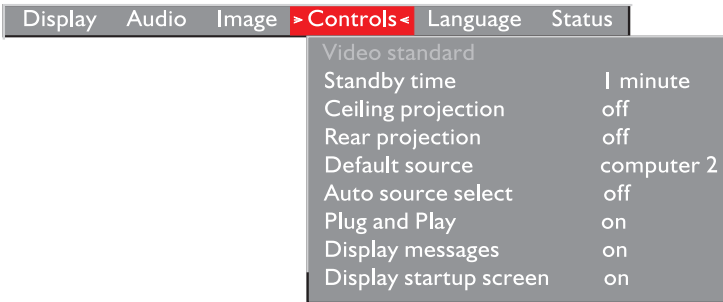 Display Audio Image >Controls< Language Status
Video standard
Standby time 1 minute
Ceiling projection off
Rear projection off
Default source computer 2
Auto source select off
Plug and Play on
Display messages on
Display startup screen on